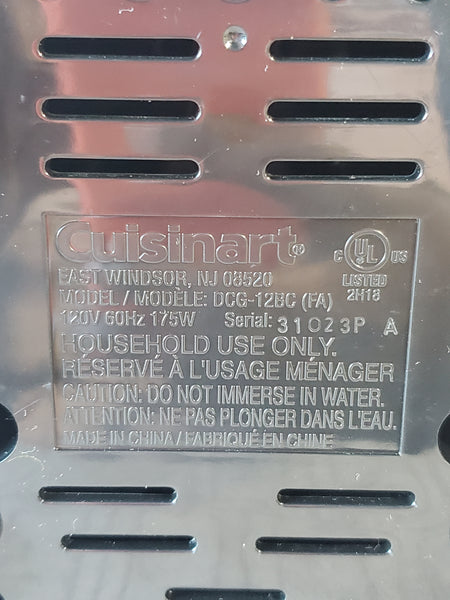 Cuisinart®
C UL US
EAST WINDSOR, NJ 08520
LISTED
MODEL / MODÈLE: DCG-12BC (FA)
2H18
120V 60Hz 175W Serial: 31023P A
HOUSEHOLD USE ONLY.
RÉSERVÉ À L'USAGE MÉNAGER
CAUTION: DO NOT IMMERSE IN WATER.
ATTENTION: NE PAS PLONGER DANS L'EAU.
MADE IN CHINA / FABRIQUÉ EN CHINE